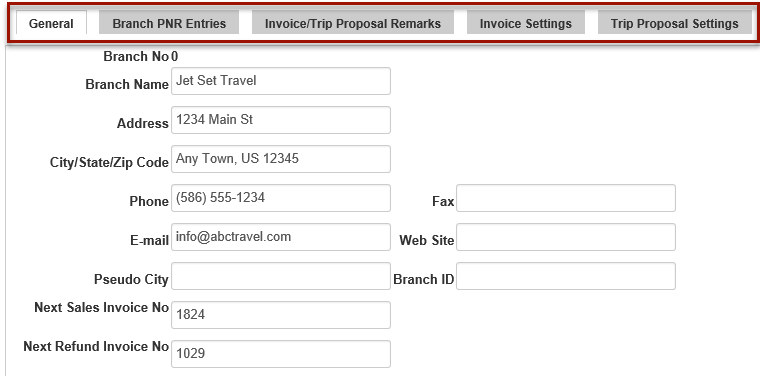 General Branch PNR Entries Invoice/Trip Proposal Remarks Invoice Settings Trip Proposal Settings
Branch No 0
Branch Name Jet Set Travel
Address 1234 Main St
City/State/Zip Code Any Town, US 12345
Phone (586) 555-1234 Fax
E-mail info@abctravel.com Web Site
Pseudo City Branch ID
Next Sales Invoice No 1824
Next Refund Invoice No 1029